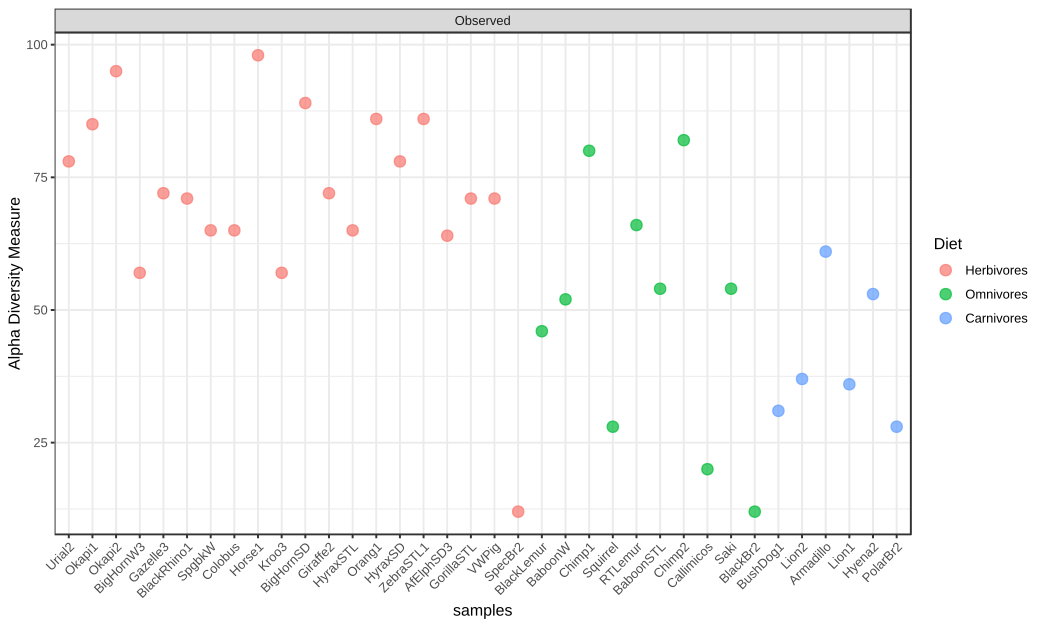 Observed
100
75
50
25
Alpha Diversity Measure
Urial2
Okapi1
Okapi2
BigHornW3
Gazelle3
BlackRhino1
SpgbkW
Colobus
Horse1
Kroo3
BigHornSD
Giraffe2
HyraxSTL
Orang1
HyraxSD
ZebraSTL1
AfElphSD3
GorillaSTL
VWPig
SpecBr2
BlackLemur
BaboonW
Chimp1
Squirrel
RTLemur
BaboonSTL
Chimp2
Callimicos
Saki
BlackBr2
BushDog1
Lion2
Armadillo
Lion1
Hyena2
PolarBr2
samples
Diet
Herbivores
Omnivores
Carnivores